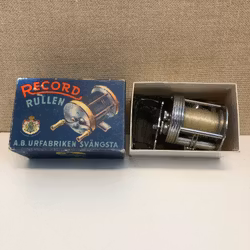 RECORD
RULLEN
A.B. URFABRIKEN SVÄNGSTA